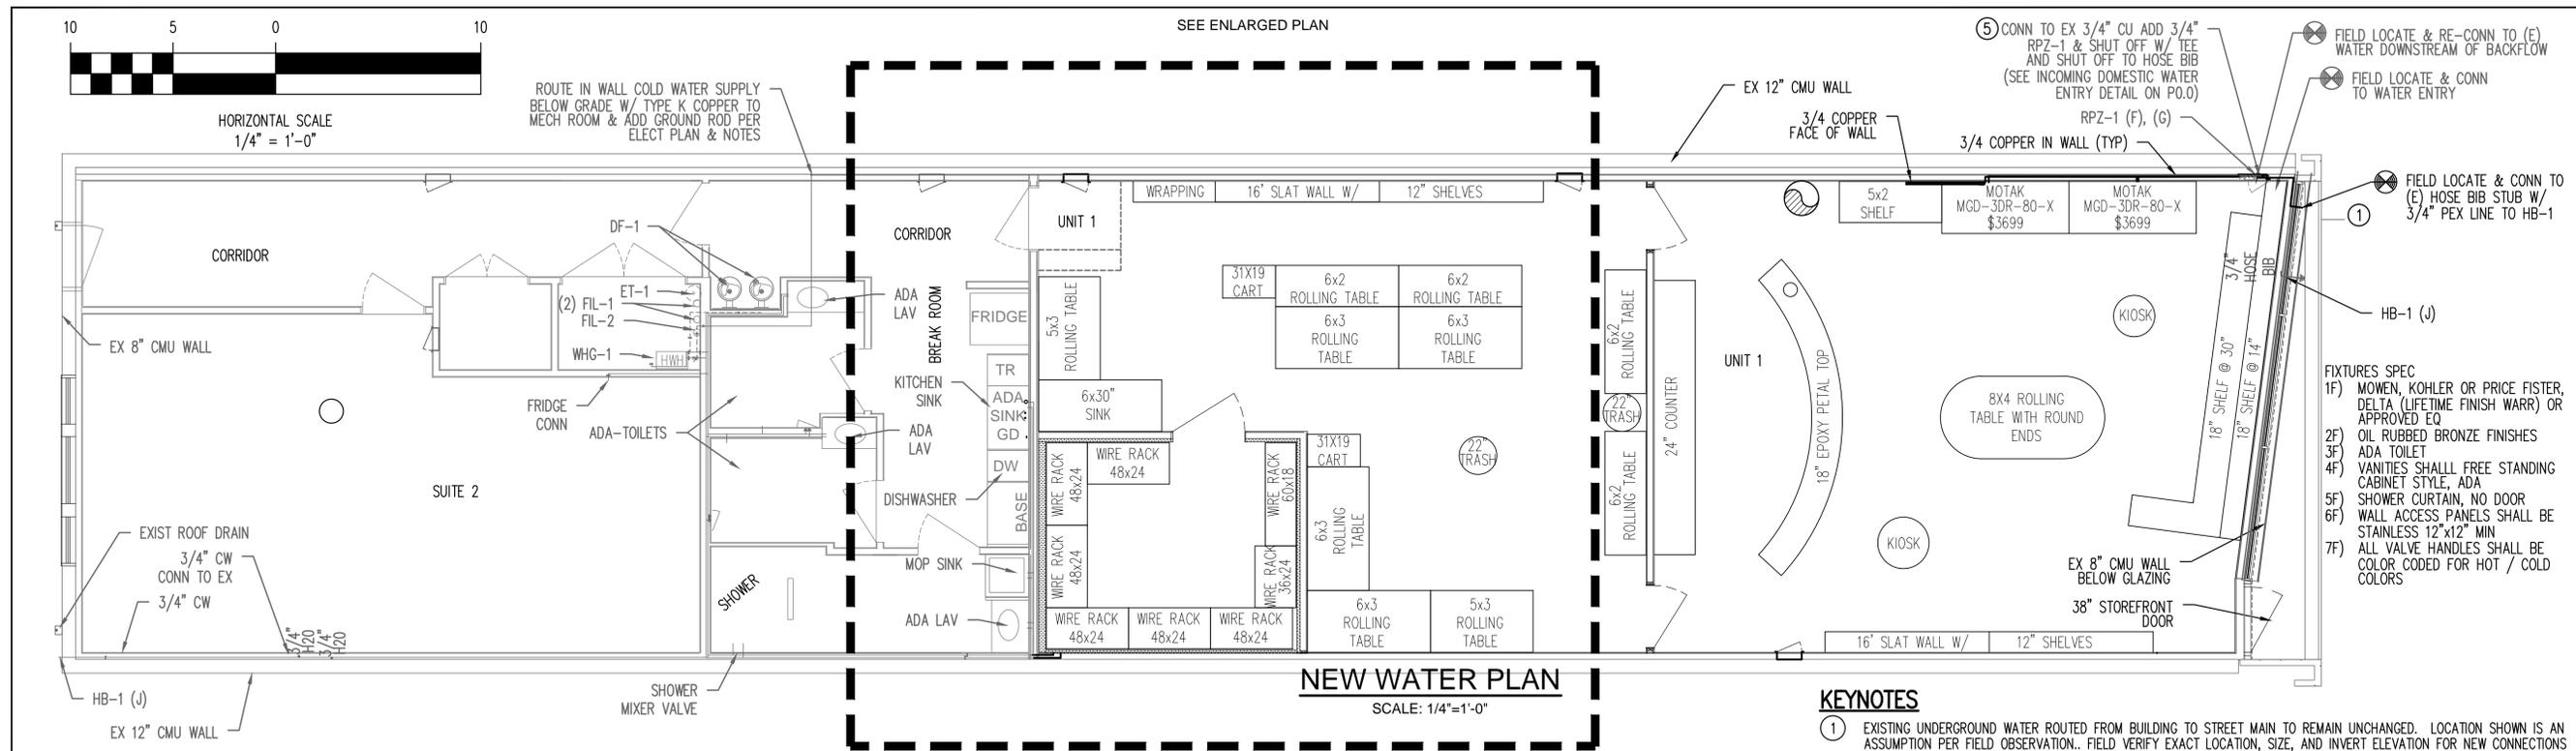 10 5 0 10
HORIZONTAL SCALE
1/4" = 1'-0"
SEE ENLARGED PLAN
ROUTE IN WALL COLD WATER SUPPLY
BELOW GRADE W/ TYPE K COPPER TO
MECH ROOM & ADD GROUND ROD PER
ELECT PLAN & NOTES
EX 12" CMU WALL
3/4 COPPER
FACE OF WALL
3/4 COPPER IN WALL (TYP)
5 CONN TO EX 3/4" CU ADD 3/4"
RPZ-1 & SHUT OFF W/ TEE
AND SHUT OFF TO HOSE BIB
(SEE INCOMING DOMESTIC WATER
ENTRY DETAIL ON P0.0)
RPZ-1 (F), (G)
FIELD LOCATE & RE-CONN TO (E)
WATER DOWNSTREAM OF BACKFLOW
FIELD LOCATE & CONN
TO WATER ENTRY
FIELD LOCATE & CONN TO
(E) HOSE BIB STUB W/
3/4" PEX LINE TO HB-1
1
HB-1 (J)
CORRIDOR
DF-1
ET-1
(2) FIL-1
FIL-2
WHG-1
HWH
FRIDGE
CONN
ADA-TOILETS
EX 8" CMU WALL
SUITE 2
EXIST ROOF DRAIN
3/4" CW
CONN TO EX
3/4" CW
3/4"
H20
3/4"
H20
HB-1 (J)
EX 12" CMU WALL
SHOWER
SHOWER
MIXER VALVE
CORRIDOR
ADA
LAV
BREAK ROOM
FRIDGE
KITCHEN
SINK
TR
ADA
SINK
GD
ADA
LAV
DW
DISHWASHER
BASE
MOP SINK
ADA LAV
UNIT 1
WRAPPING
16' SLAT WALL W/
12" SHELVES
5x3
ROLLING TABLE
6x30"
SINK
31X19
CART
6x2
ROLLING TABLE
6x2
ROLLING TABLE
6x3
ROLLING
TABLE
6x3
ROLLING
TABLE
WIRE RACK
48x24
WIRE RACK
48x24
WIRE RACK
60x18
WIRE RACK
48x24
WIRE RACK
36x24
WIRE RACK
48x24
WIRE RACK
48x24
WIRE RACK
48x24
31X19
CART
6x3
ROLLING
TABLE
22"
TRASH
6x3
ROLLING
TABLE
5x3
ROLLING
TABLE
6x2
ROLLING TABLE
22"
TRASH
6x2
ROLLING TABLE
24" COUNTER
UNIT 1
18" EPOXY PETAL TOP
5x2
SHELF
MOTAK
MGD-3DR-80-X
$3699
MOTAK
MGD-3DR-80-X
$3699
KIOSK
8X4 ROLLING
TABLE WITH ROUND
ENDS
KIOSK
3/4"
HOSE
BIB
18" SHELF @ 30"
18" SHELF @ 14"
EX 8" CMU WALL
BELOW GLAZING
38" STOREFRONT
DOOR
16' SLAT WALL W/
12" SHELVES
FIXTURES SPEC
1F) MOWEN, KOHLER OR PRICE FISTER,
DELTA (LIFETIME FINISH WARR) OR
APPROVED EQ
2F) OIL RUBBED BRONZE FINISHES
3F) ADA TOILET
4F) VANITIES SHALLL FREE STANDING
CABINET STYLE, ADA
5F) SHOWER CURTAIN, NO DOOR
6F) WALL ACCESS PANELS SHALL BE
STAINLESS 12"x12" MIN
7F) ALL VALVE HANDLES SHALL BE
COLOR CODED FOR HOT / COLD
COLORS
NEW WATER PLAN
SCALE: 1/4"=1'-0"
KEYNOTES
1 EXISTING UNDERGROUND WATER ROUTED FROM BUILDING TO STREET MAIN TO REMAIN UNCHANGED. LOCATION SHOWN IS AN
ASSUMPTION PER FIELD OBSERVATION.. FIELD VERIFY EXACT LOCATION, SIZE, AND INVERT ELEVATION FOR NEW CONNECTIONS.